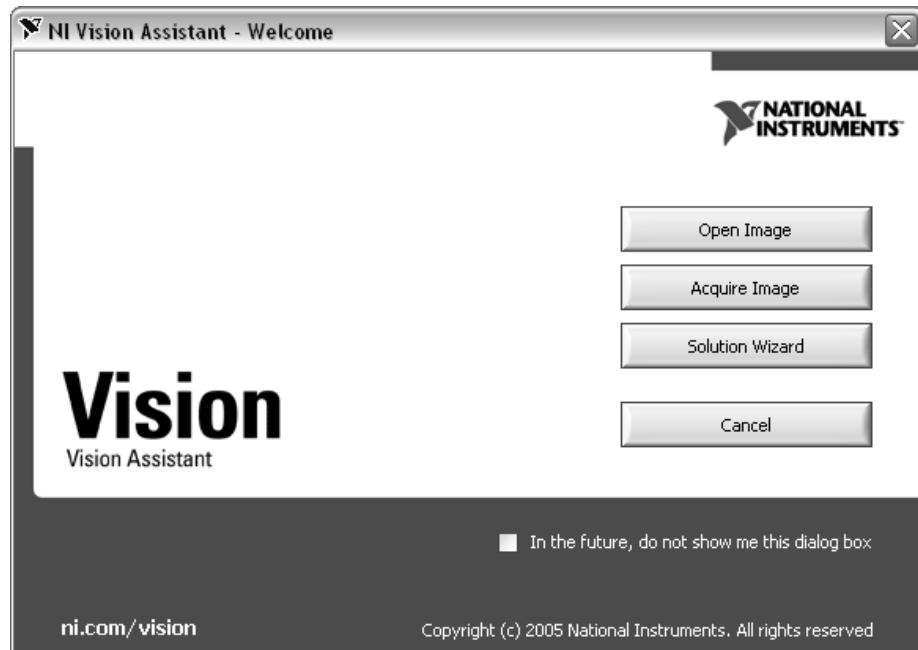 NI Vision Assistant - Welcome
NATIONAL
INSTRUMENTS™
Open Image
Acquire Image
Solution Wizard
Cancel
Vision
Vision Assistant
In the future, do not show me this dialog box
ni.com/vision
Copyright (c) 2005 National Instruments. All rights reserved